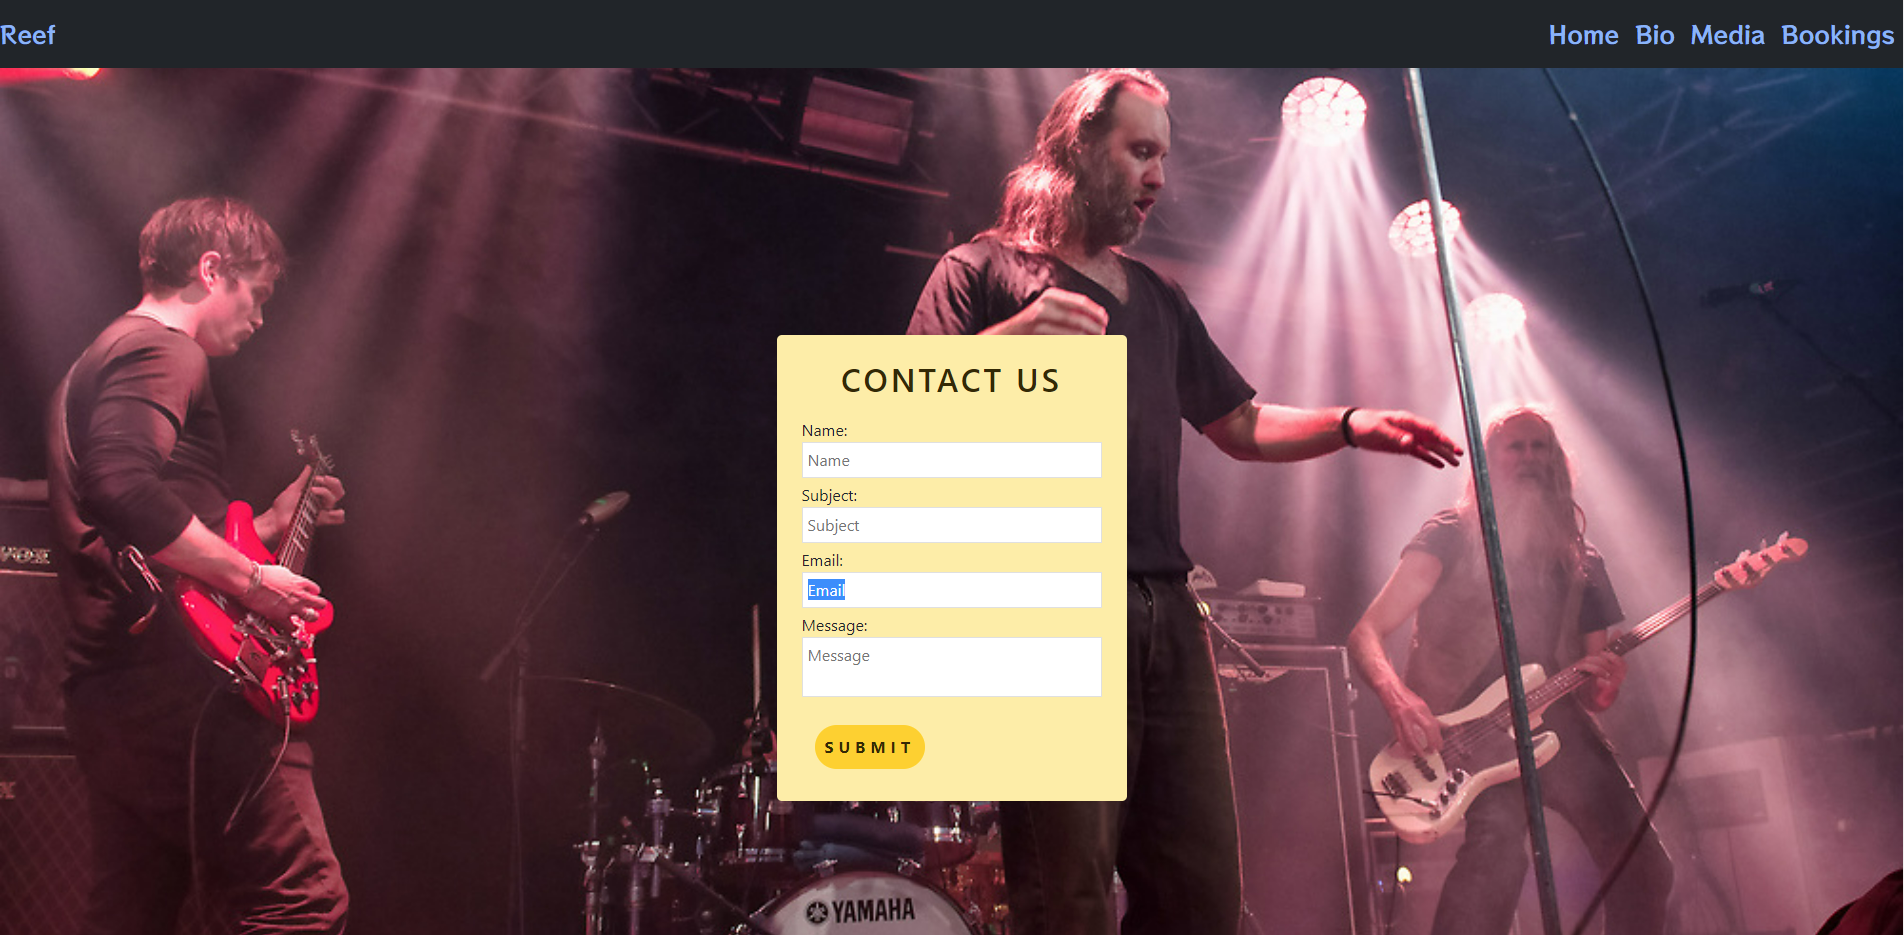 Reef
Home Bio Media Bookings
CONTACT US
Name:
Name
Subject:
Subject
Email:
Email
Message:
Message
SUBMIT
VOX
YAMAHA